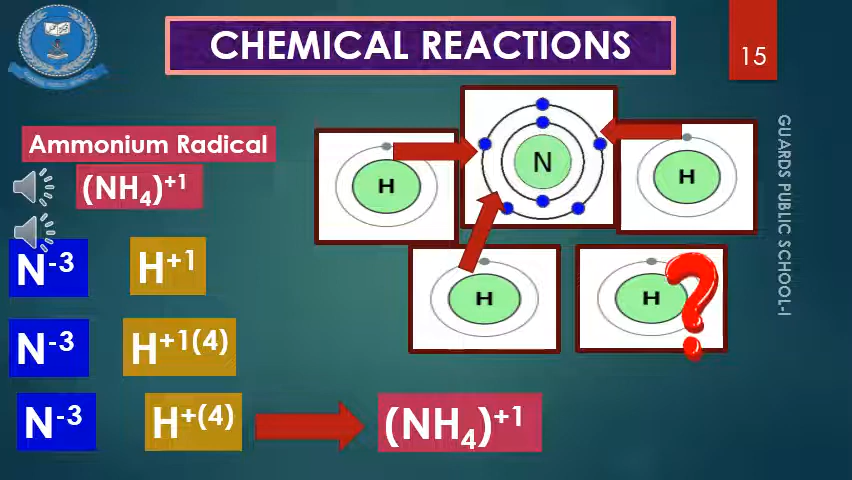 CHEMICAL REACTIONS
15
Ammonium Radical
(NH₄)⁺¹
N⁻³ H⁺¹
N⁻³ H⁺¹⁽⁴⁾
N⁻³ H⁺⁽⁴⁾ (NH₄)⁺¹
H
N
H
H
H
?
GUARDS PUBLIC SCHOOL-I